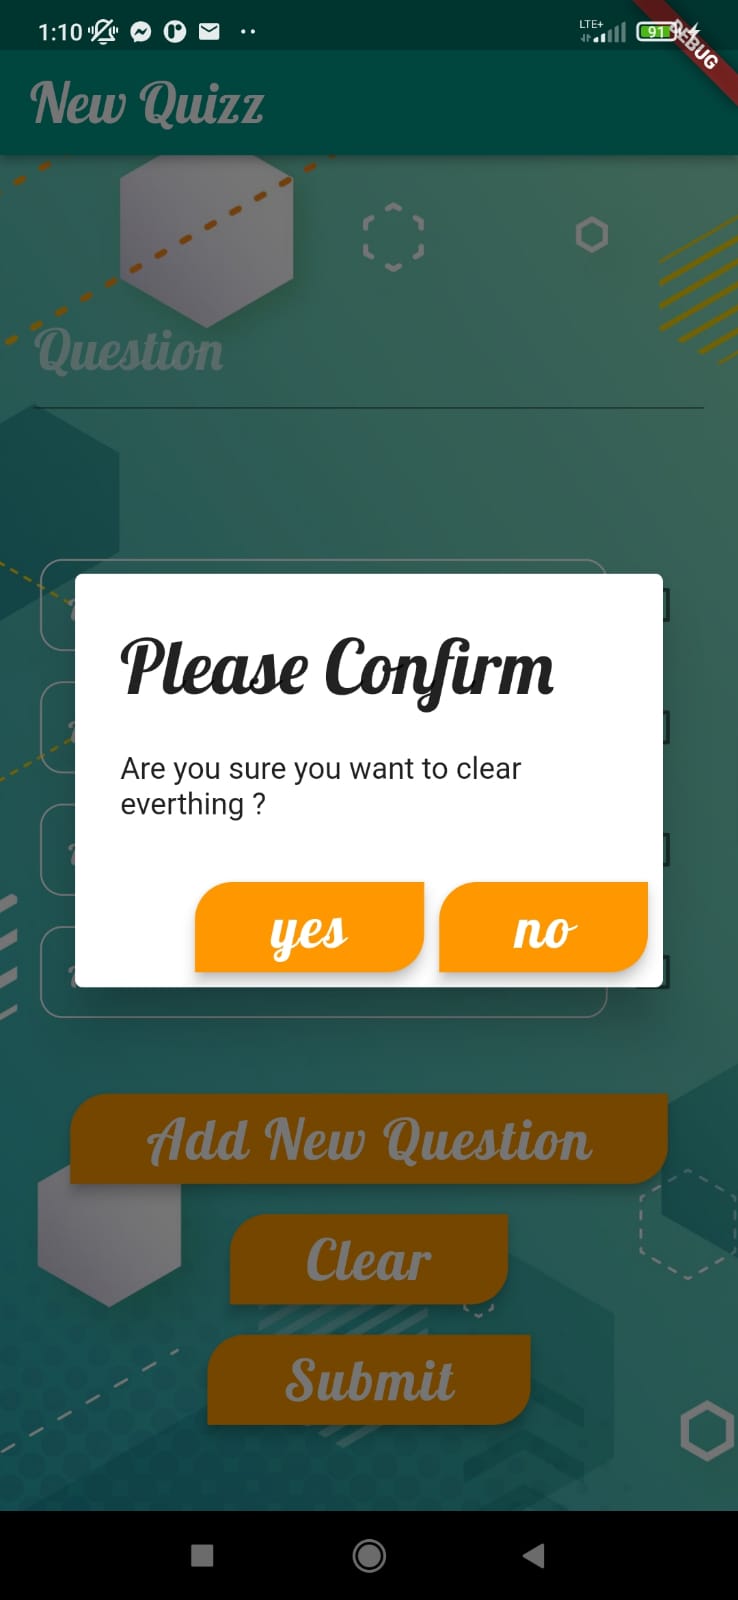 1:10
LTE+
91
DEBUG
New Quizz
Question
Please Confirm
Are you sure you want to clear
everthing ?
yes
no
Add New Question
Clear
Submit